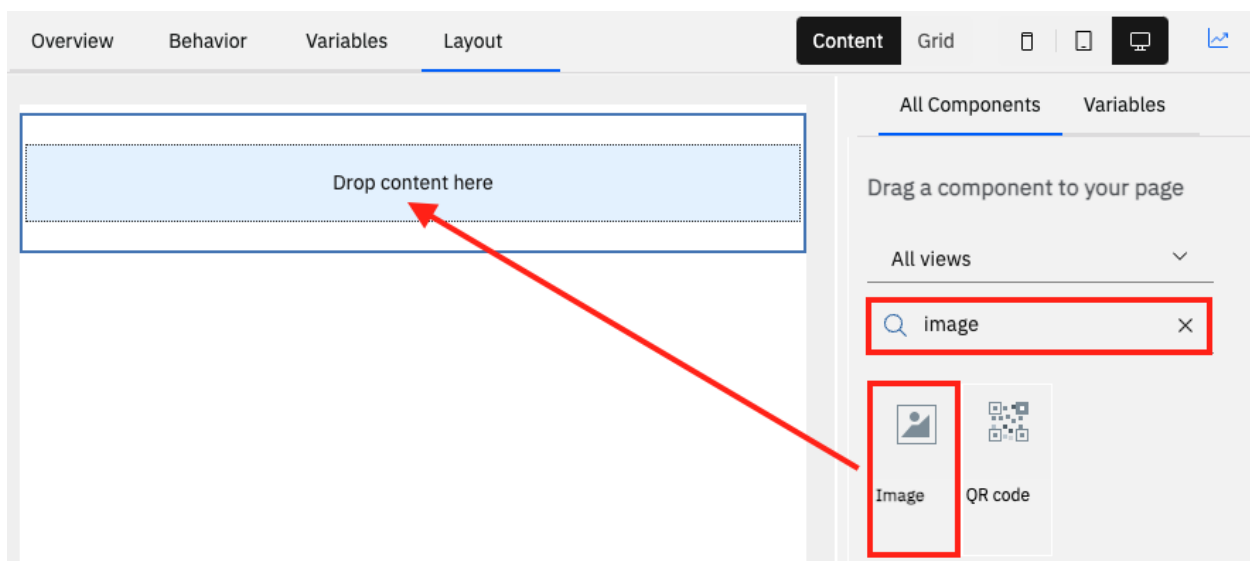 Overview Behavior Variables Layout Content Grid
All Components Variables
Drop content here
Drag a component to your page
All views
image
Image QR code